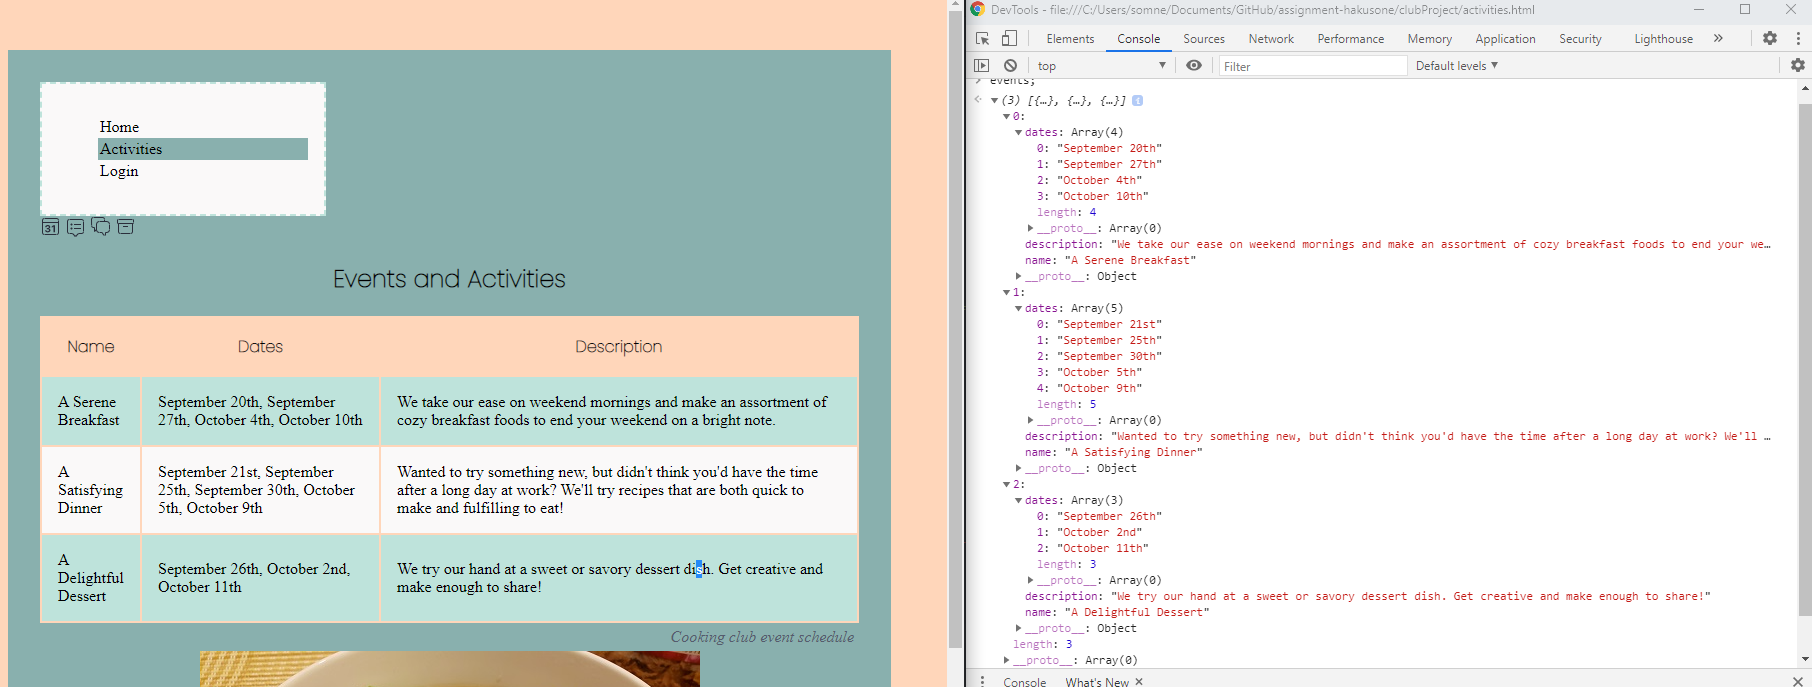 Home
Activities
Login
31
Events and Activities
Name Dates Description
A Serene Breakfast
September 20th, September
27th, October 4th, October 10th
We take our ease on weekend mornings and make an assortment of
cozy breakfast foods to end your weekend on a bright note.
A
Satisfying
Dinner
September 21st, September
25th, September 30th, October
5th, October 9th
Wanted to try something new, but didn't think you'd have the time
after a long day at work? We'll try recipes that are both quick to
make and fulfilling to eat!
A
Delightful
Dessert
September 26th, October 2nd,
October 11th
We try our hand at a sweet or savory dessert dish. Get creative and
make enough to share!
Cooking club event schedule
DevTools - file:///C:/Users/somne/Documents/GitHub/assignment-hakusone/clubProject/activities.html
Elements Console Sources Network Performance Memory Application Security Lighthouse »
top Filter Default levels
events;
(3) [{…}, {…}, {…}] i
0:
dates: Array(4)
0: "September 20th"
1: "September 27th"
2: "October 4th"
3: "October 10th"
length: 4
__proto__: Array(0)
description: "We take our ease on weekend mornings and make an assortment of cozy breakfast foods to end your we…
name: "A Serene Breakfast"
__proto__: Object
1:
dates: Array(5)
0: "September 21st"
1: "September 25th"
2: "September 30th"
3: "October 5th"
4: "October 9th"
length: 5
__proto__: Array(0)
description: "Wanted to try something new, but didn't think you'd have the time after a long day at work? We'll …
name: "A Satisfying Dinner"
__proto__: Object
2:
dates: Array(3)
0: "September 26th"
1: "October 2nd"
2: "October 11th"
length: 3
__proto__: Array(0)
description: "We try our hand at a sweet or savory dessert dish. Get creative and make enough to share!"
name: "A Delightful Dessert"
__proto__: Object
length: 3
__proto__: Array(0)
Console What's New